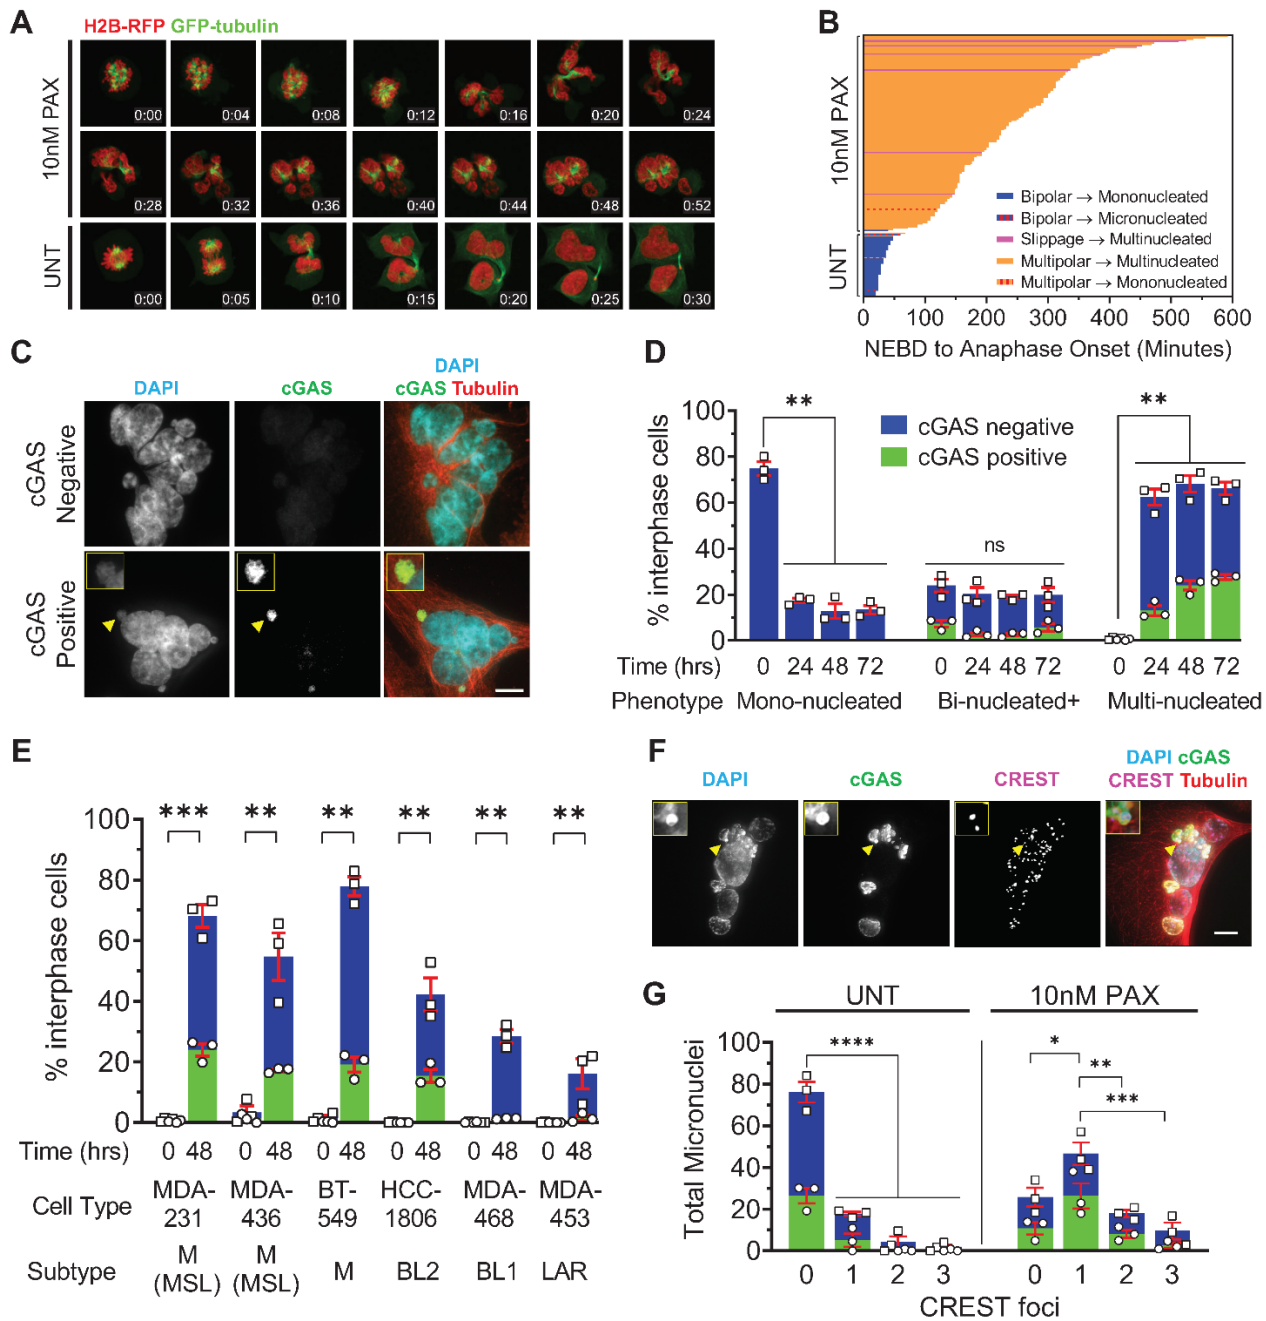 A
H2B-RFP GFP-tubulin
10nM PAX
0:00 0:04 0:08 0:12 0:16 0:20 0:24
0:28 0:32 0:36 0:40 0:44 0:48 0:52
UNT
0:00 0:05 0:10 0:15 0:20 0:25 0:30
B
10nM PAX
UNT
Bipolar → Mononucleated
Bipolar → Micronucleated
Slippage → Multinucleated
Multipolar → Multinucleated
Multipolar → Mononucleated
0 100 200 300 400 500 600
NEBD to Anaphase Onset (Minutes)
C
DAPI
DAPI cGAS cGAS Tubulin
cGAS Negative
cGAS Positive
D
% interphase cells
100
80
60
40
20
0
** ns **
cGAS negative
cGAS positive
Time (hrs) 0 24 48 72 0 24 48 72 0 24 48 72
Phenotype Mono-nucleated Bi-nucleated+ Multi-nucleated
E
% interphase cells
100
80
60
40
20
0
*** ** ** ** ** **
Time (hrs) 0 48 0 48 0 48 0 48 0 48 0 48
Cell Type MDA-231 MDA-436 BT-549 HCC-1806 MDA-468 MDA-453
Subtype M (MSL) M (MSL) M BL2 BL1 LAR
F
DAPI cGAS
DAPI cGAS CREST CREST Tubulin
G
UNT 10nM PAX
Total Micronuclei
100
80
60
40
20
0
**** * ** ***
0 1 2 3 0 1 2 3
CREST foci